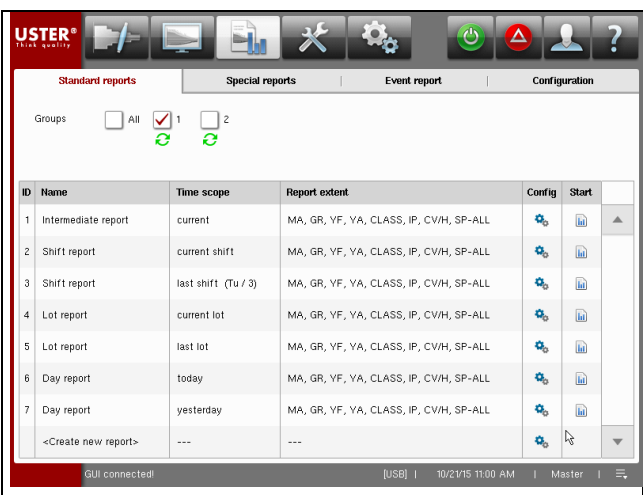 USTER®
Think quality
?
Standard reports | Special reports | Event report | Configuration
Groups All 1 2
ID Name Time scope Report extent Config Start
1 Intermediate report current MA, GR, YF, YA, CLASS, IP, CV/H, SP-ALL
2 Shift report current shift MA, GR, YF, YA, CLASS, IP, CV/H, SP-ALL
3 Shift report last shift (Tu / 3) MA, GR, YF, YA, CLASS, IP, CV/H, SP-ALL
4 Lot report current lot MA, GR, YF, YA, CLASS, IP, CV/H, SP-ALL
5 Lot report last lot MA, GR, YF, YA, CLASS, IP, CV/H, SP-ALL
6 Day report today MA, GR, YF, YA, CLASS, IP, CV/H, SP-ALL
7 Day report yesterday MA, GR, YF, YA, CLASS, IP, CV/H, SP-ALL
<Create new report> --- ---
GUI connected! [USB] | 10/21/15 11:00 AM | Master |